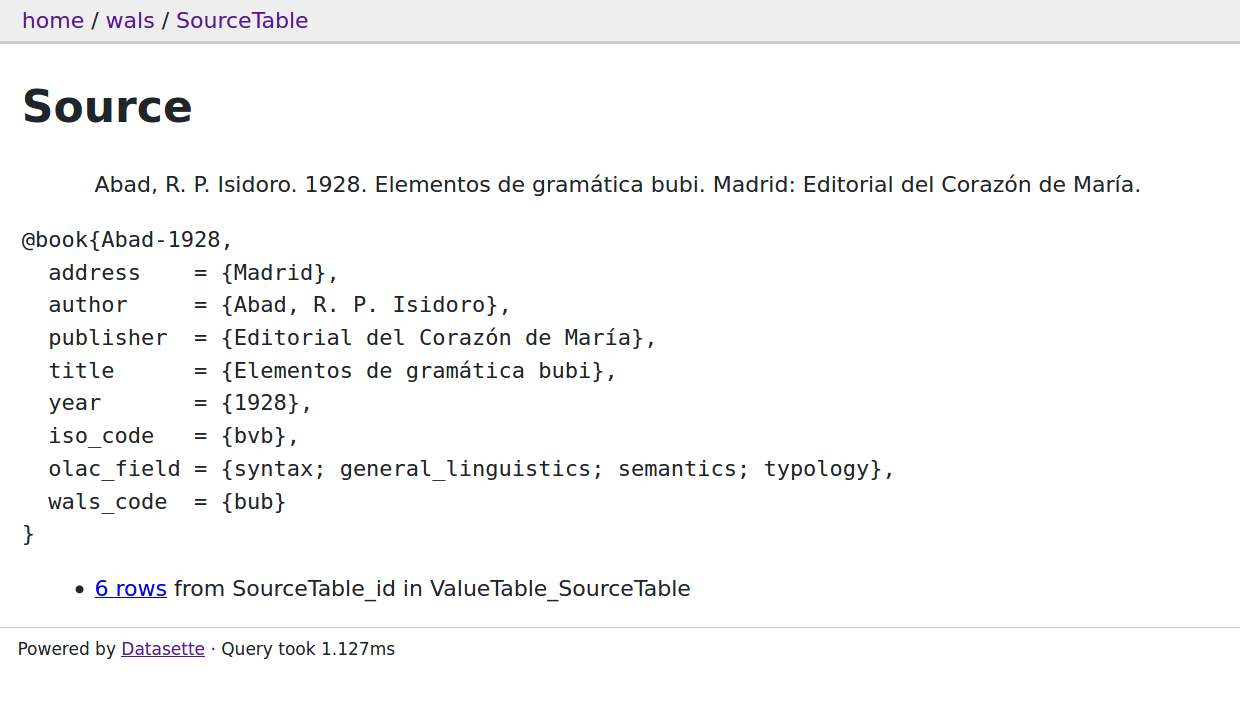 home / wals / SourceTable
Source
Abad, R. P. Isidoro. 1928. Elementos de gramática bubi. Madrid: Editorial del Corazón de María.
@book{Abad-1928,
  address    = {Madrid},
  author     = {Abad, R. P. Isidoro},
  publisher  = {Editorial del Corazón de María},
  title      = {Elementos de gramática bubi},
  year       = {1928},
  iso_code   = {bvb},
  olac_field = {syntax; general_linguistics; semantics; typology},
  wals_code  = {bub}
}
• 6 rows from SourceTable_id in ValueTable_SourceTable
Powered by Datasette · Query took 1.127ms